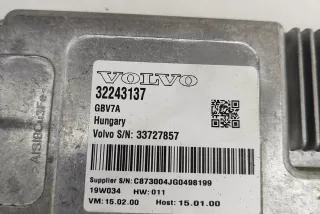 VOLVO
32243137
GBV7A
Hungary
Volvo S/N: 33727857
Supplier S/N: C873004JG0498199
19W034 HW: 011
VM: 15.02.00 Host: 15.01.00